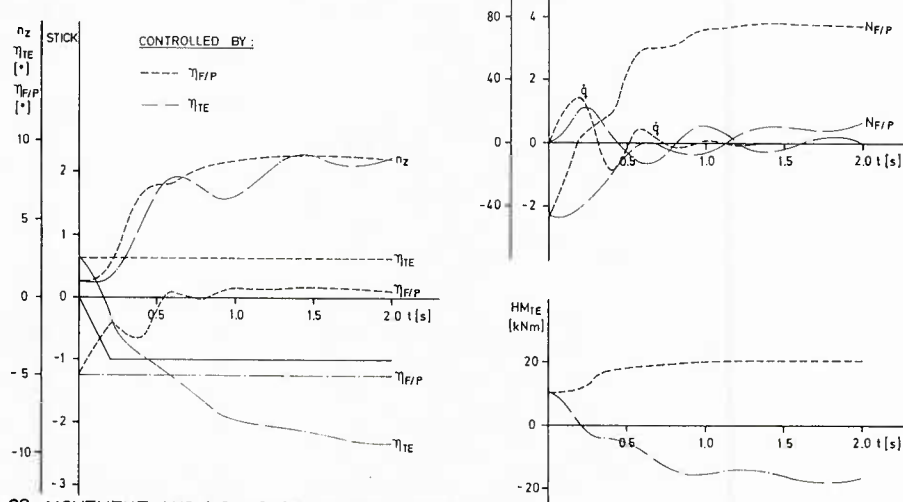 nz
ηTE
[°]
ηF/P
[°]
STICK
CONTROLLED BY :
ηF/P
ηTE
10
5
0
-5
-10
2
1
0
-1
-2
-3
nz
ηTE
ηF/P
0.5
1.0
1.5
2.0 t[s]
ηF/P
ηTE
80
40
0
-40
4
2
0
-2
q̇
q̇
NF/P
NF/P
0.5
1.0
1.5
2.0 t[s]
HMTE
[kNm]
20
0
-20
0.5
1.0
1.5
2.0 t[s]